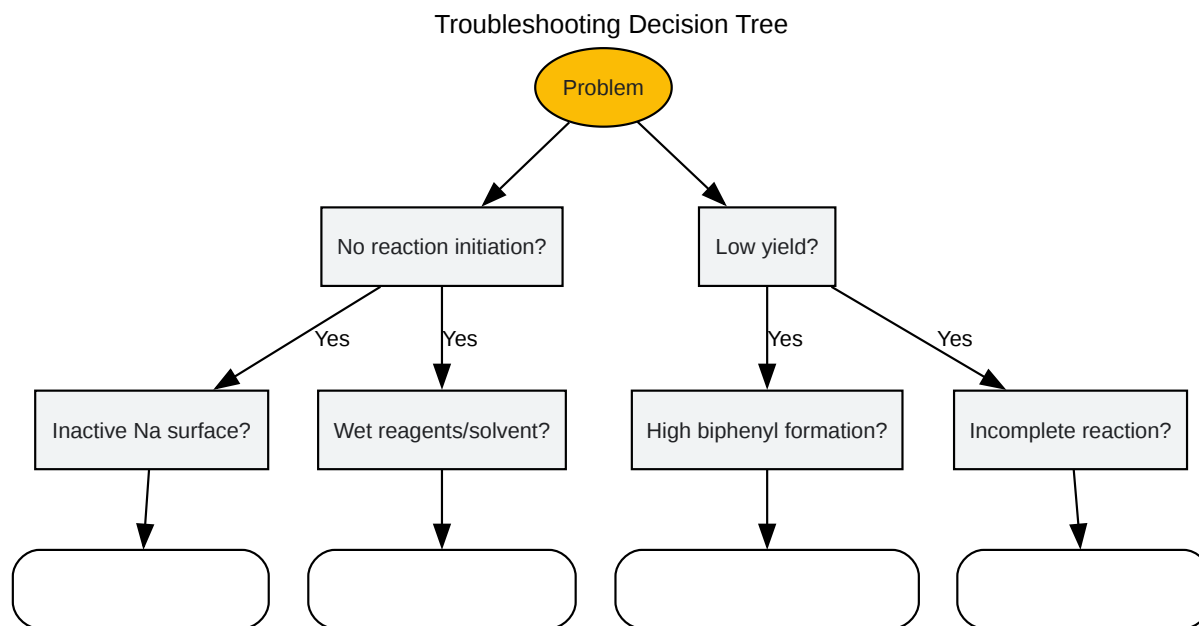 Troubleshooting Decision Tree
Problem
No reaction initiation?
Low yield?
Yes
Yes
Yes
Yes
Inactive Na surface?
Wet reagents/solvent?
High biphenyl formation?
Incomplete reaction?